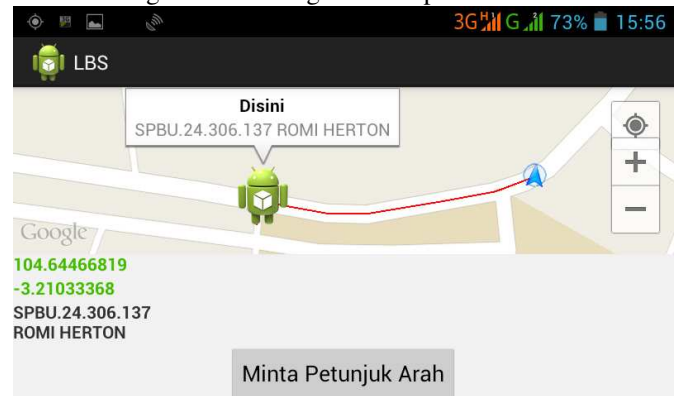 3G H G 2 73% 15:56
LBS
Disini
SPBU.24.306.137 ROMI HERTON
Google
104.64466819
-3.21033368
SPBU.24.306.137
ROMI HERTON
Minta Petunjuk Arah